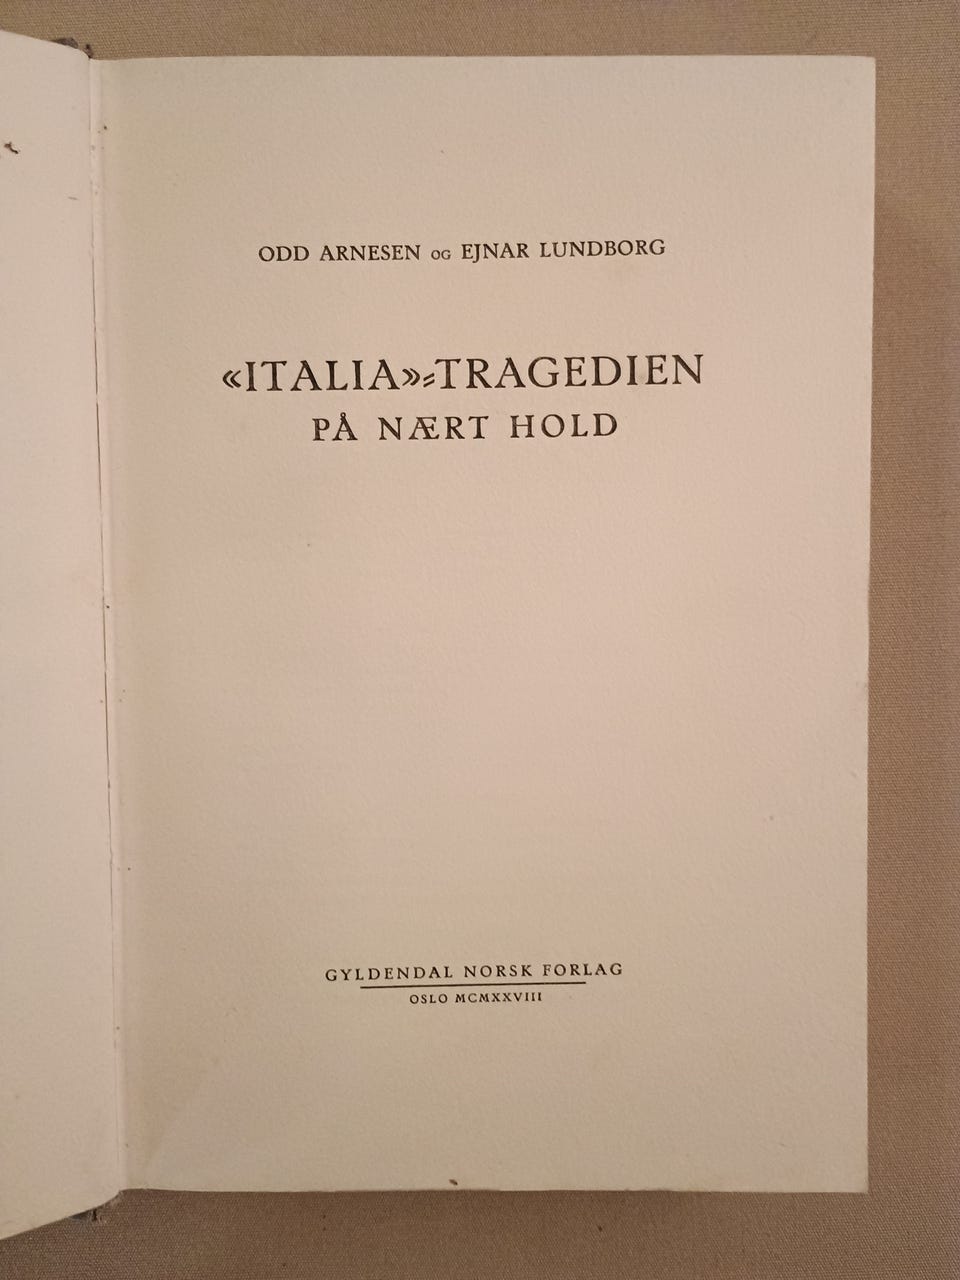 ODD ARNESEN OG EJNAR LUNDBORG
«ITALIA»-TRAGEDIEN
PÅ NÆRT HOLD
GYLDENDAL NORSK FORLAG
OSLO MCMXXVIII